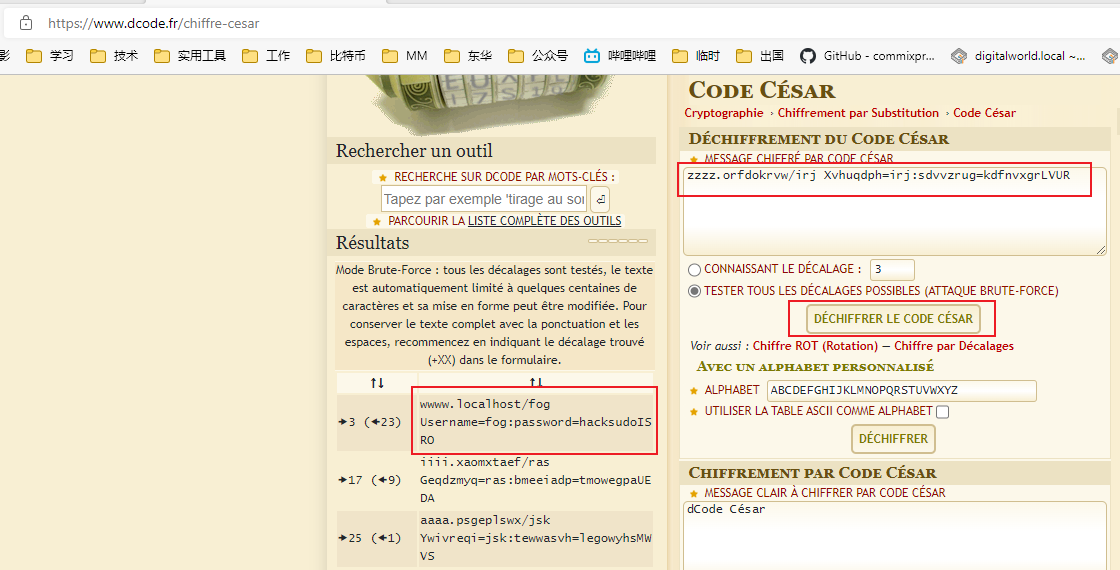 https://www.dcode.fr/chiffre-cesar
影 学习 技术 实用工具 工作 比特币 MM 东华 公众号 哔哩哔哩 临时 出国 GitHub - commixpr... digitalworld.local ~...
Rechercher un outil
RECHERCHE SUR DCODE PAR MOTS-CLÉS :
Tapez par exemple 'tirage au sor
PARCOURIR LA LISTE COMPLÈTE DES OUTILS
Résultats
Mode Brute-Force : tous les décalages sont testés, le texte
est automatiquement limité à quelques centaines de
caractères et sa mise en forme peut être modifiée. Pour
conserver le texte complet avec la ponctuation et les
espaces, recommencez en indiquant le décalage trouvé
(+XX) dans le formulaire.
↑↓ ↑↓
➔3 (←23)
wwww.localhost/fog
Username=fog:password=hacksudoIS
RO
➔17 (←9)
iiii.xaomxtaef/ras
Geqdzmyq=ras:bmeeiadp=tmowegpaUE
DA
➔25 (←1)
aaaa.psgeplswx/jsk
Ywivreqi=jsk:tewwasvh=legowyhsMW
VS
Code César
Cryptographie › Chiffrement par Substitution › Code César
Déchiffrement du Code César
MESSAGE CHIFFRÉ PAR CODE CÉSAR
zzzz.orfdokrvw/irj Xvhuqdph=irj:sdvvzrug=kdfnvxgrLVUR
CONNAISSANT LE DÉCALAGE : 3
TESTER TOUS LES DÉCALAGES POSSIBLES (ATTAQUE BRUTE-FORCE)
DÉCHIFFRER LE CODE CÉSAR
Voir aussi : Chiffre ROT (Rotation) — Chiffre par Décalages
Avec un alphabet personnalisé
ALPHABET ABCDEFGHIJKLMNOPQRSTUVWXYZ
UTILISER LA TABLE ASCII COMME ALPHABET
DÉCHIFFRER
Chiffrement par Code César
MESSAGE CLAIR À CHIFFRER PAR CODE CÉSAR
dCode César